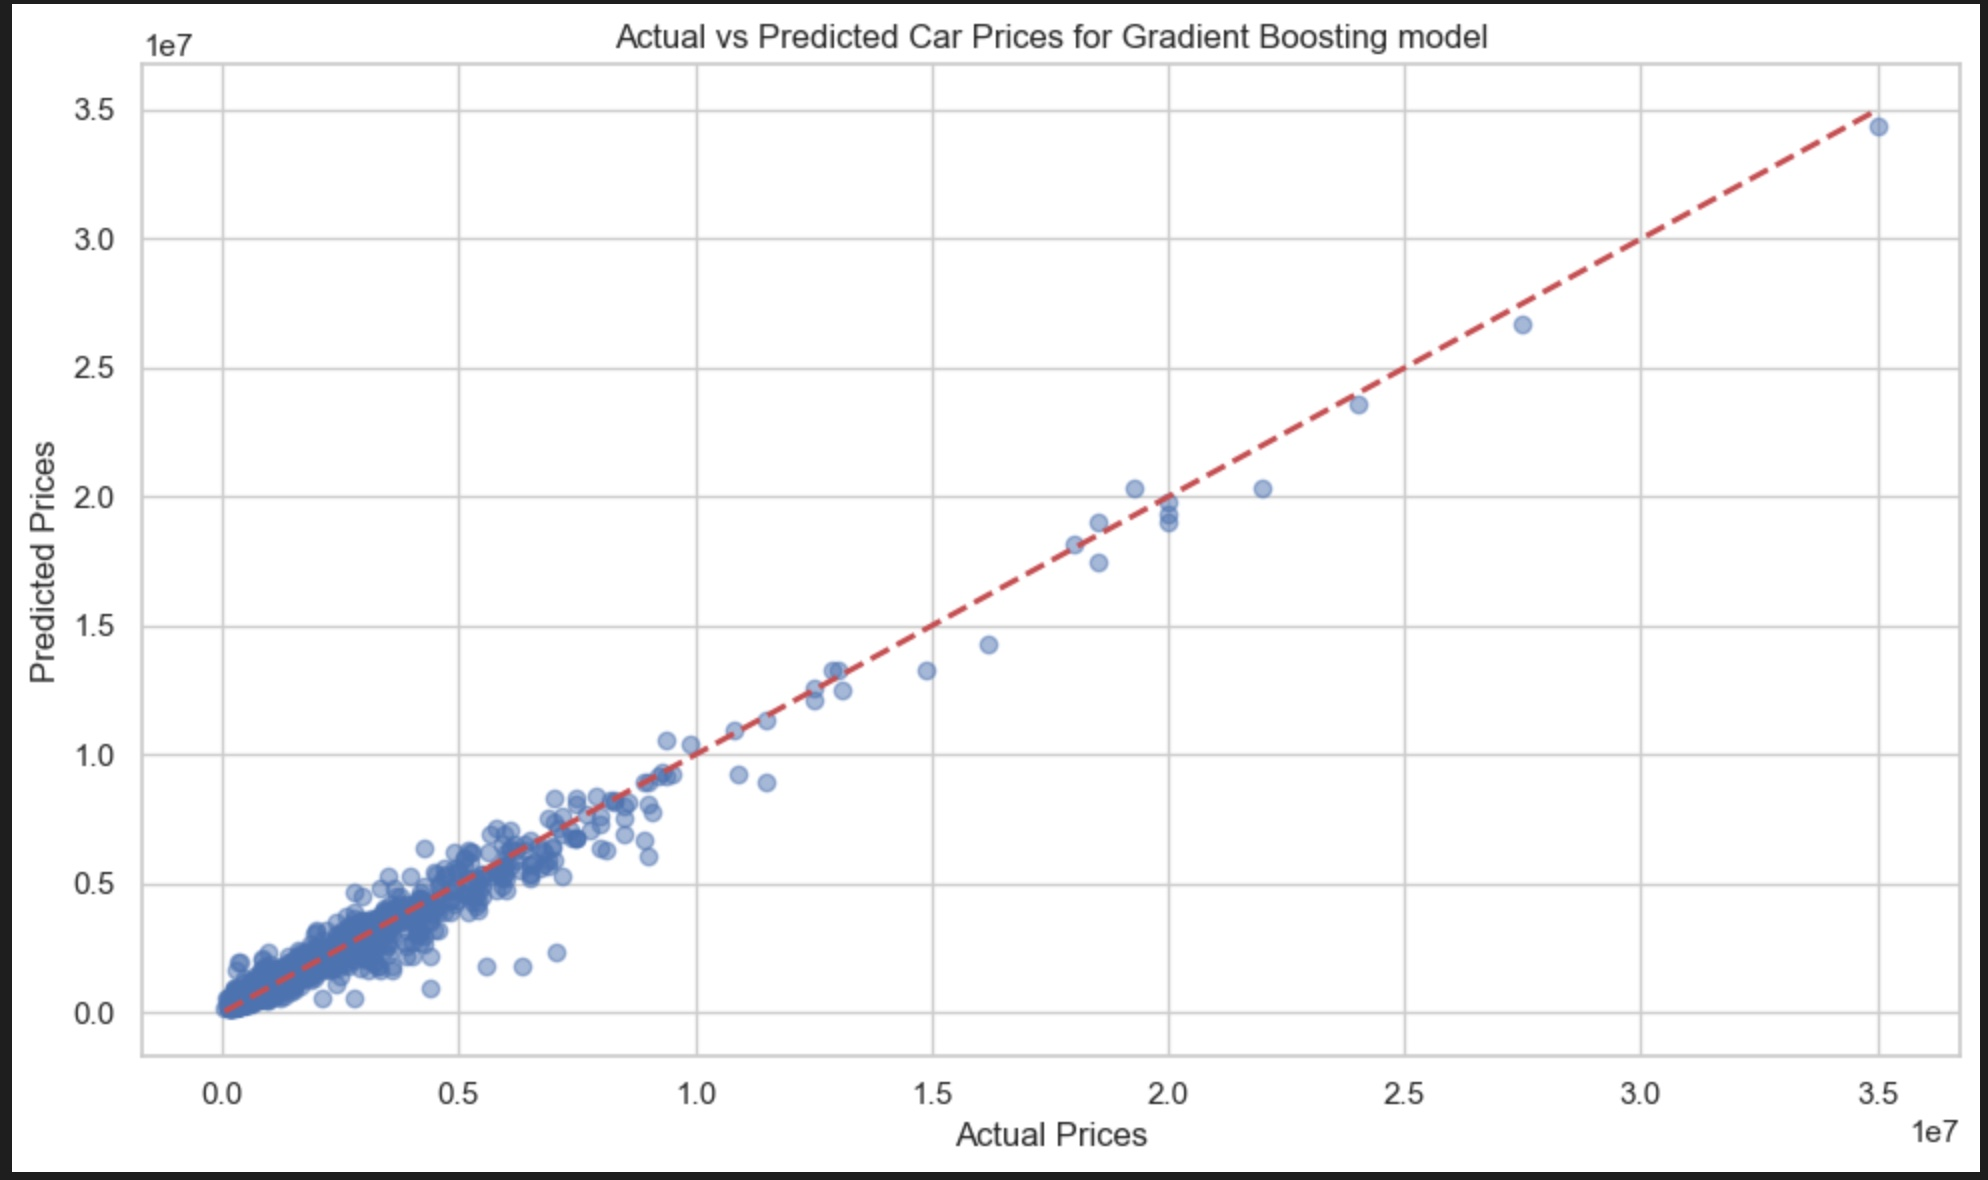 Actual vs Predicted Car Prices for Gradient Boosting model
1e7
3.5
3.0
2.5
2.0
1.5
1.0
0.5
0.0
Predicted Prices
0.0 0.5 1.0 1.5 2.0 2.5 3.0 3.5
1e7
Actual Prices